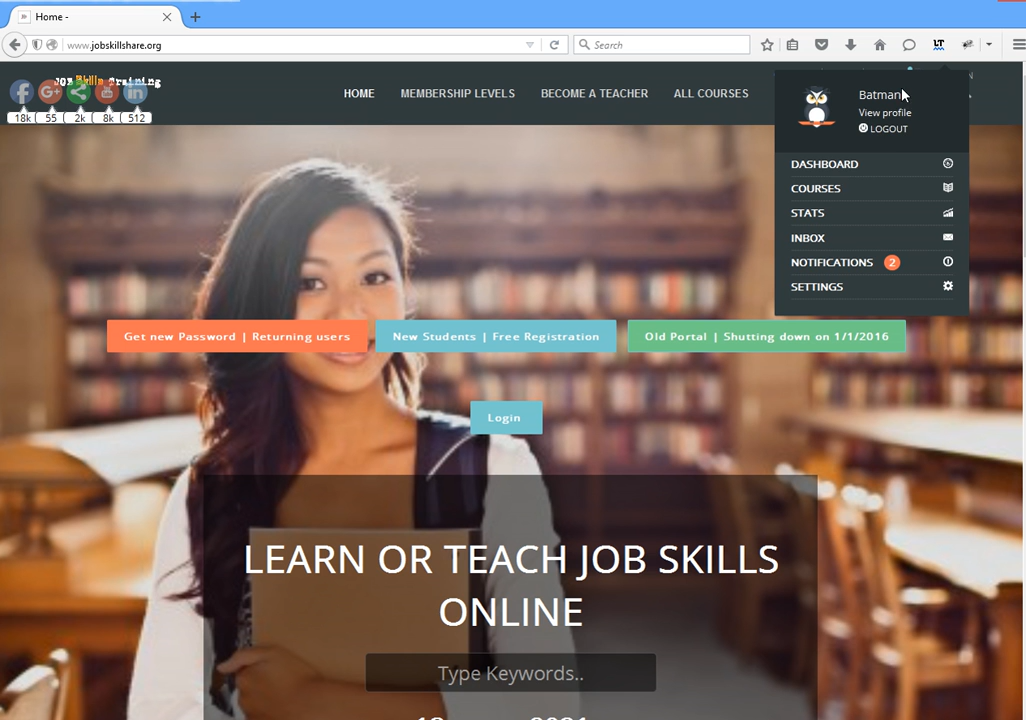 Home -
www.jobskillshare.org
Search
JOB Skills Training
18k 55 2k 8k 512
HOME MEMBERSHIP LEVELS BECOME A TEACHER ALL COURSES
Batman
View profile
LOGOUT
DASHBOARD
COURSES
STATS
INBOX
NOTIFICATIONS 2
SETTINGS
Get new Password | Returning users
New Students | Free Registration
Old Portal | Shutting down on 1/1/2016
Login
LEARN OR TEACH JOB SKILLS
ONLINE
Type Keywords..